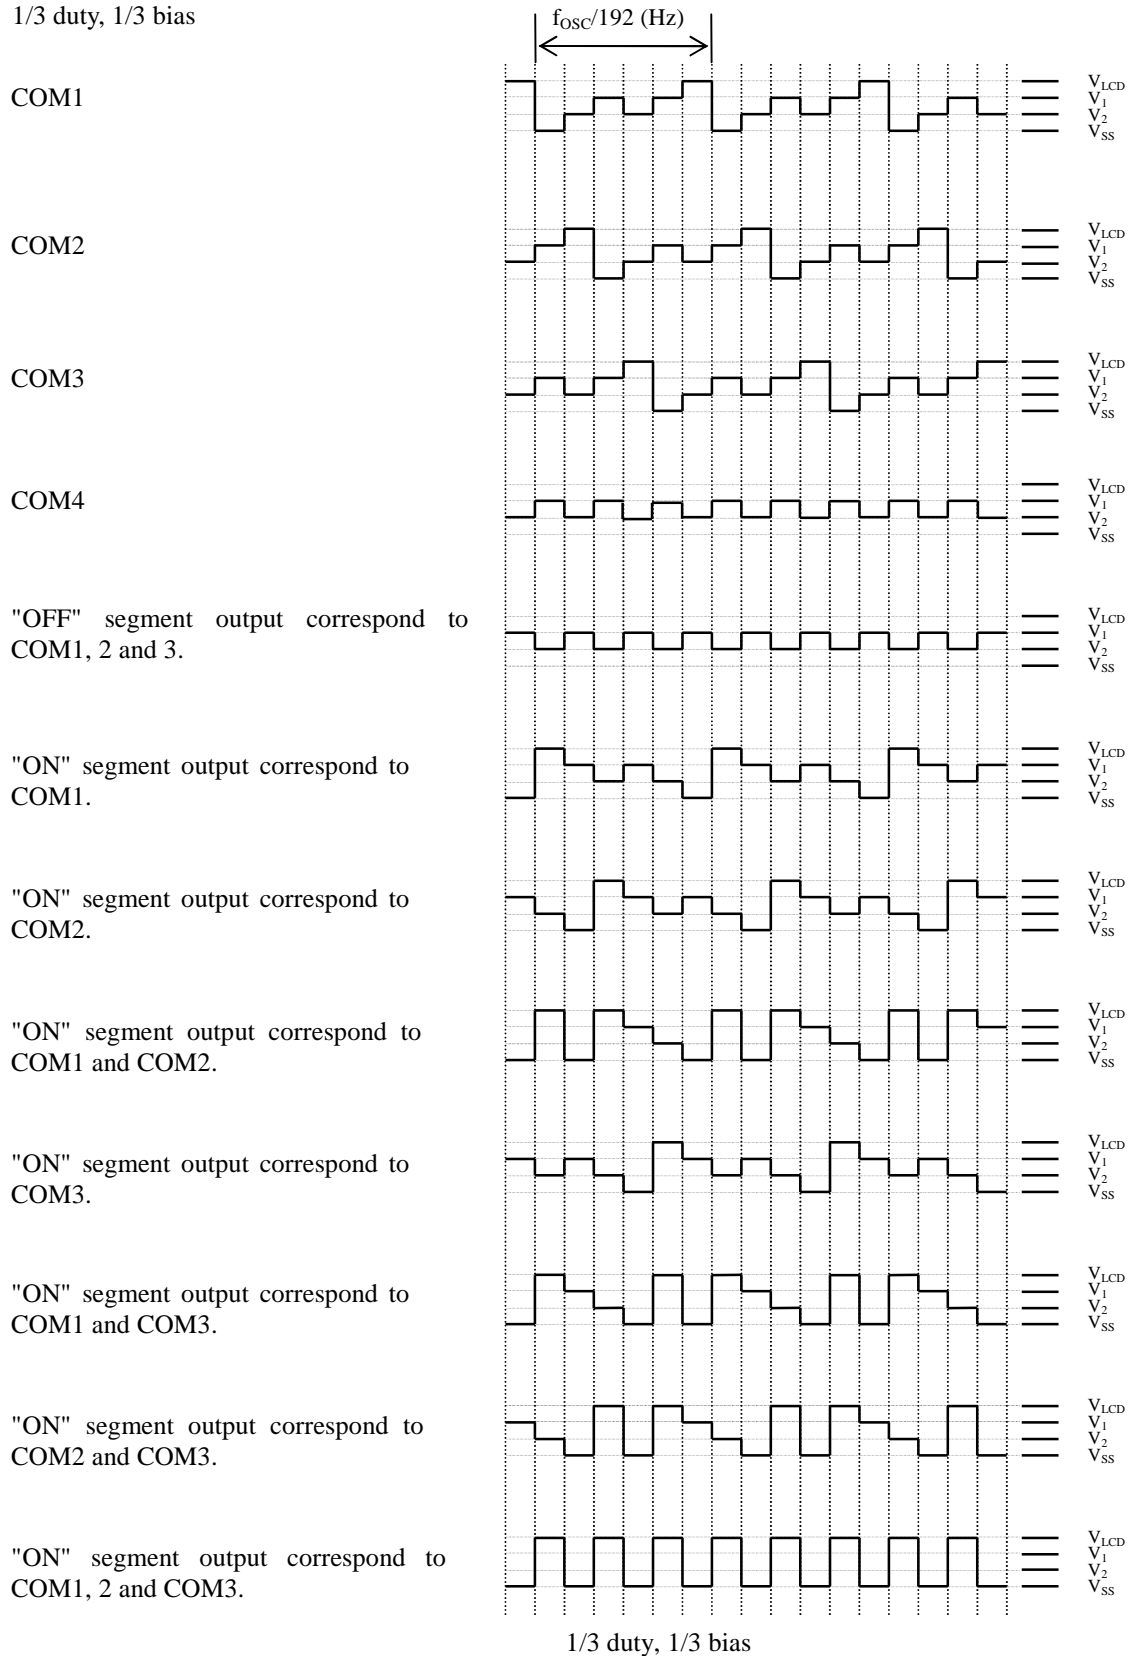 1/3 duty, 1/3 bias
fOSC/192 (Hz)
COM1
VLCD
V1
V2
VSS
COM2
VLCD
V1
V2
VSS
COM3
VLCD
V1
V2
VSS
COM4
VLCD
V1
V2
VSS
"OFF" segment output correspond to
COM1, 2 and 3.
VLCD
V1
V2
VSS
"ON" segment output correspond to
COM1.
VLCD
V1
V2
VSS
"ON" segment output correspond to
COM2.
VLCD
V1
V2
VSS
"ON" segment output correspond to
COM1 and COM2.
VLCD
V1
V2
VSS
"ON" segment output correspond to
COM3.
VLCD
V1
V2
VSS
"ON" segment output correspond to
COM1 and COM3.
VLCD
V1
V2
VSS
"ON" segment output correspond to
COM2 and COM3.
VLCD
V1
V2
VSS
"ON" segment output correspond to
COM1, 2 and COM3.
VLCD
V1
V2
VSS
1/3 duty, 1/3 bias